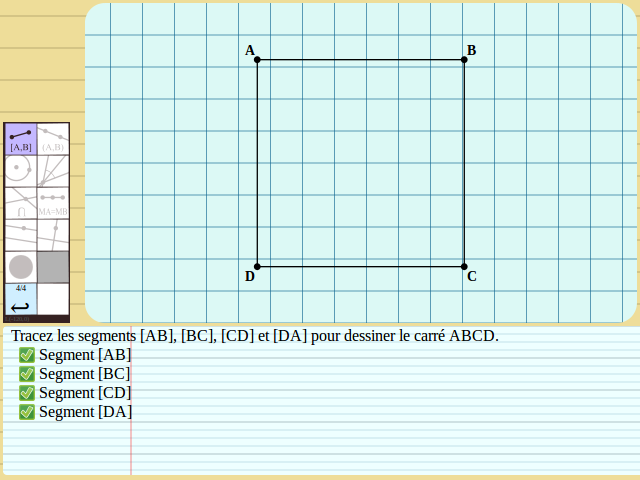 A
B
[A,B]
(A,B)
∩
MA=MB
4/4
D
C
Tracez les segments [AB], [BC], [CD] et [DA] pour dessiner le carré ABCD.
Segment [AB]
Segment [BC]
Segment [CD]
Segment [DA]